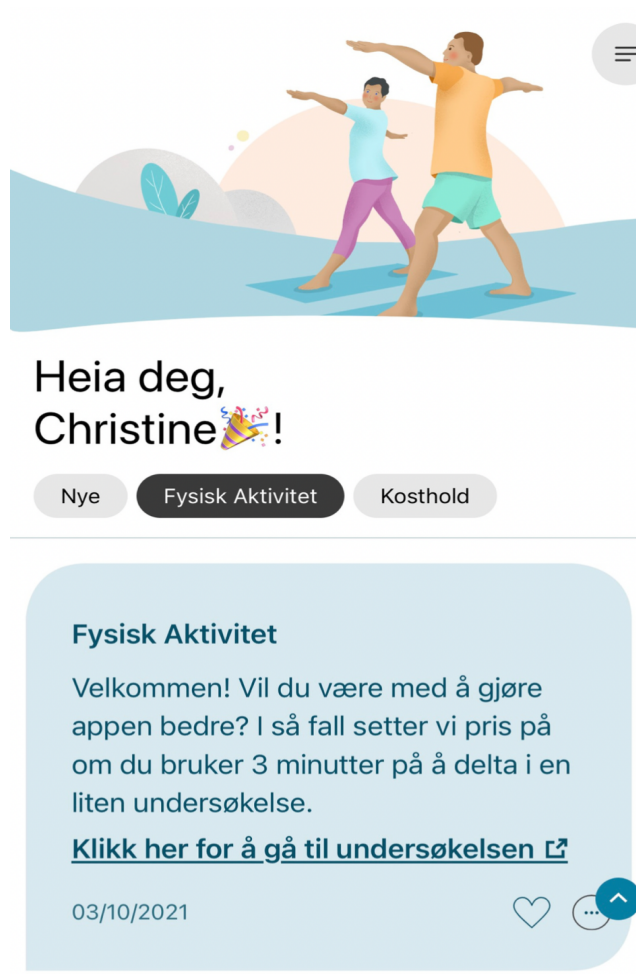 Heia deg,
Christine🎉!
Nye Fysisk Aktivitet Kosthold
Fysisk Aktivitet
Velkommen! Vil du være med å gjøre
appen bedre? I så fall setter vi pris på
om du bruker 3 minutter på å delta i en
liten undersøkelse.
Klikk her for å gå til undersøkelsen
03/10/2021